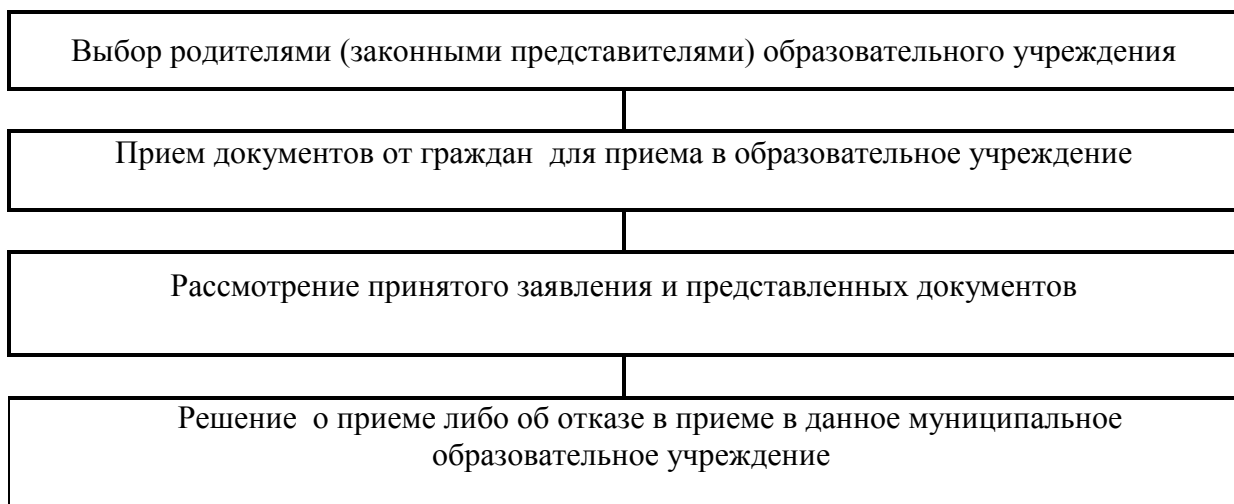 Выбор родителями (законными представителями) образовательного учреждения
Прием документов от граждан для приема в образовательное учреждение
Рассмотрение принятого заявления и представленных документов
Решение о приеме либо об отказе в приеме в данное муниципальное
образовательное учреждение